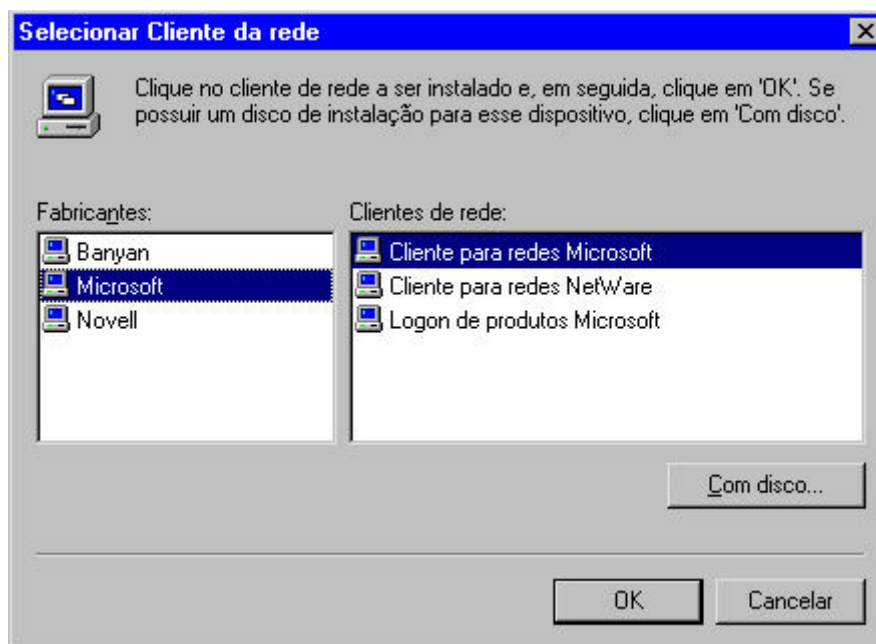 Selecionar Cliente da rede
Clique no cliente de rede a ser instalado e, em seguida, clique em 'OK'. Se
possuir um disco de instalação para esse dispositivo, clique em 'Com disco'.
Fabricantes:
Banyan
Microsoft
Novell
Clientes de rede:
Cliente para redes Microsoft
Cliente para redes NetWare
Logon de produtos Microsoft
Com disco...
OK
Cancelar